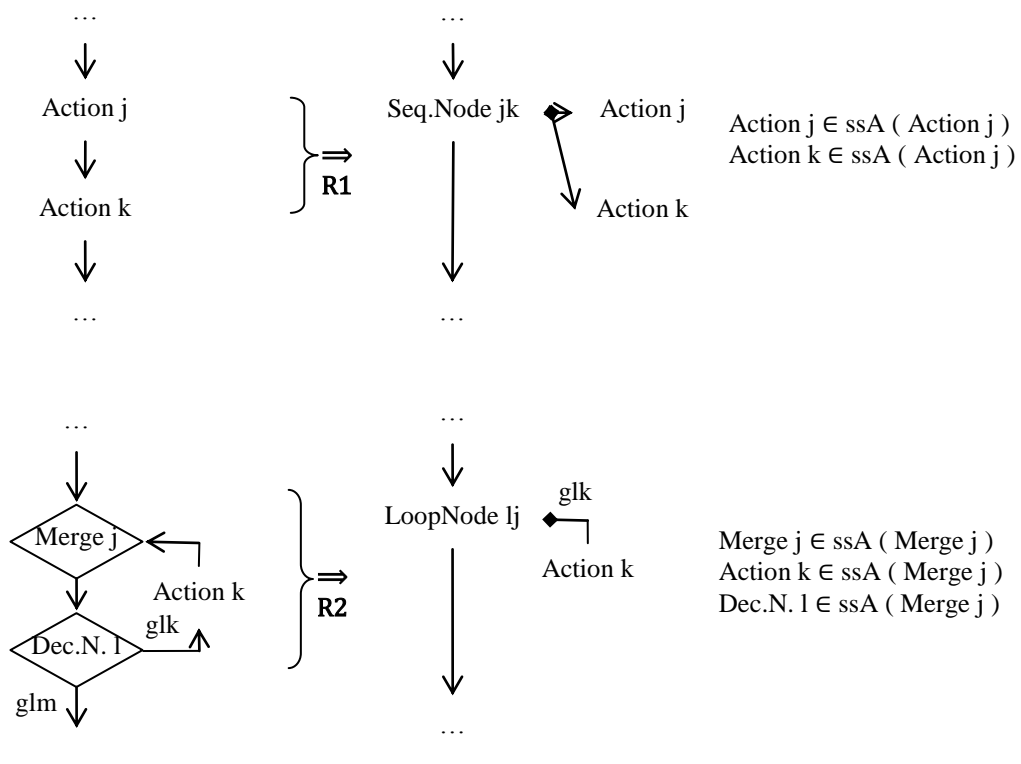 …
Action j
Action k
…
R1
…
Seq.Node jk
Action j
Action k
…
Action j ∈ ssA ( Action j )
Action k ∈ ssA ( Action j )
…
Merge j
Action k
Dec.N. l
glk
glm
R2
…
LoopNode lj
glk
Action k
…
Merge j ∈ ssA ( Merge j )
Action k ∈ ssA ( Merge j )
Dec.N. l ∈ ssA ( Merge j )